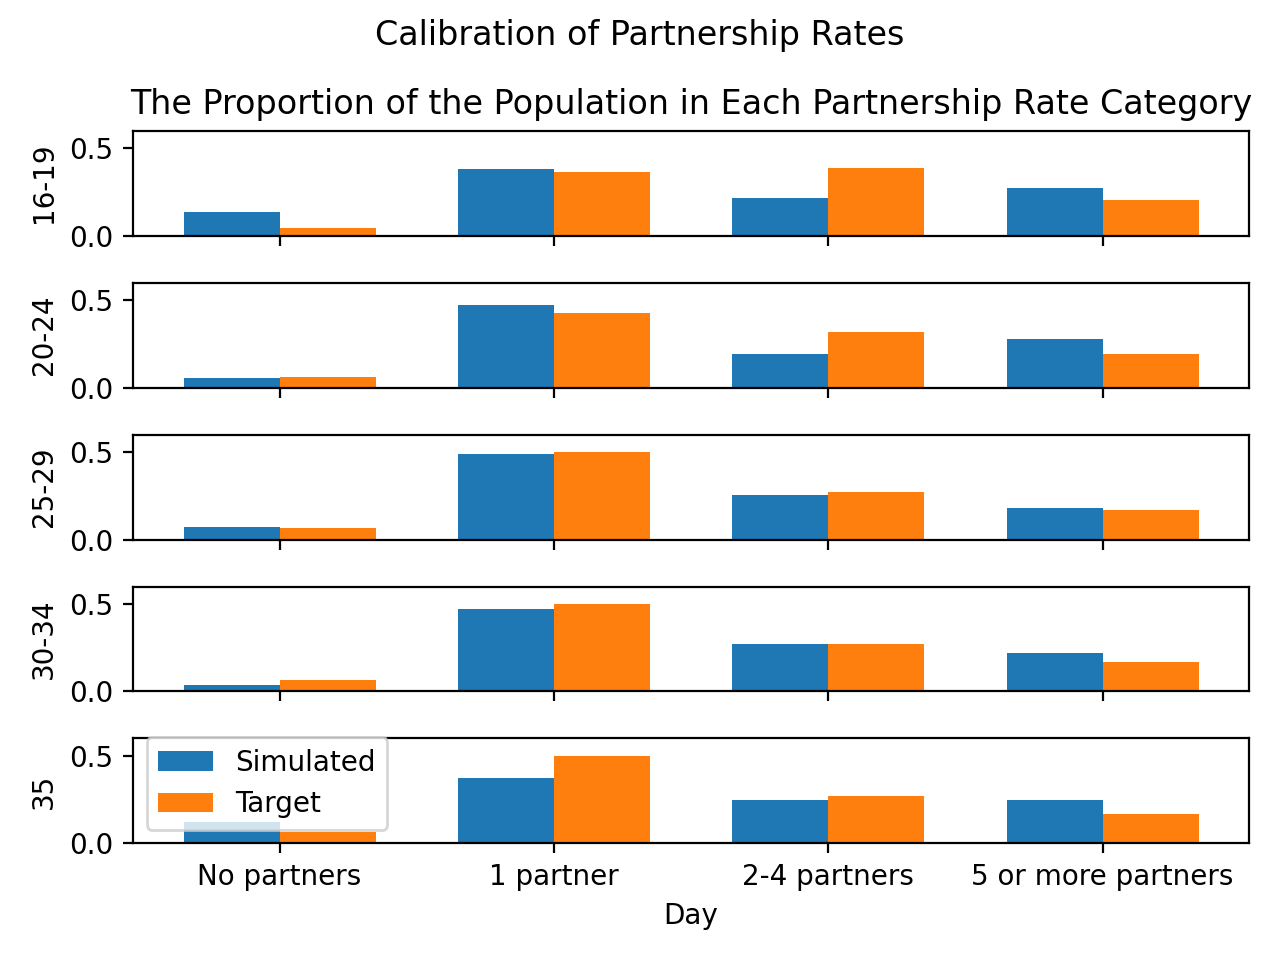 Calibration of Partnership Rates
The Proportion of the Population in Each Partnership Rate Category
0.5
0.0
16-19
0.5
0.0
20-24
0.5
0.0
25-29
0.5
0.0
30-34
0.5
0.0
35
Simulated
Target
No partners
1 partner
2-4 partners
5 or more partners
Day